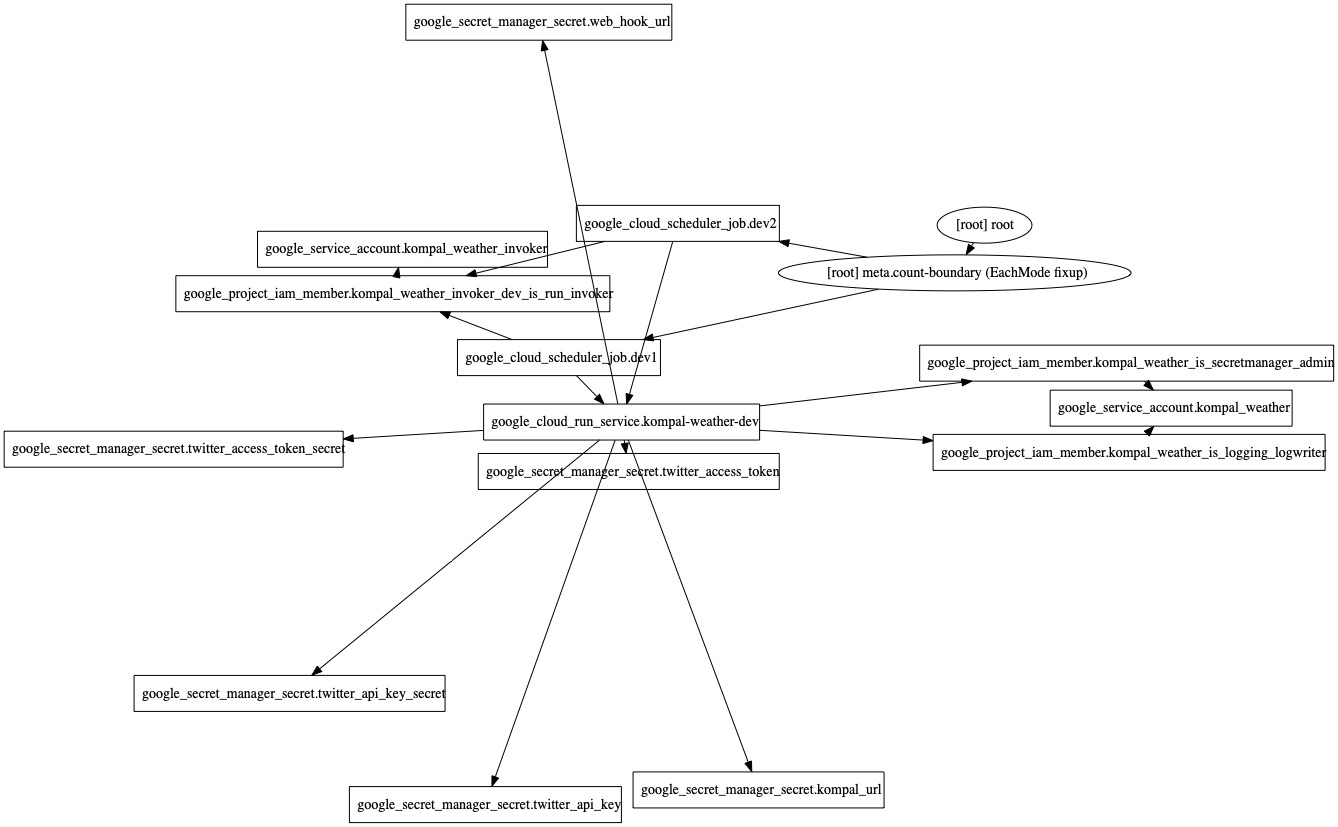 google_secret_manager_secret.web_hook_url
google_cloud_scheduler_job.dev2
[root] root
google_service_account.kompal_weather_invoker
[root] meta.count-boundary (EachMode fixup)
google_project_iam_member.kompal_weather_invoker_dev_is_run_invoker
google_cloud_scheduler_job.dev1
google_project_iam_member.kompal_weather_is_secretmanager_admin
google_service_account.kompal_weather
google_cloud_run_service.kompal-weather-dev
google_secret_manager_secret.twitter_access_token_secret
google_project_iam_member.kompal_weather_is_logging_logwriter
google_secret_manager_secret.twitter_access_token
google_secret_manager_secret.twitter_api_key_secret
google_secret_manager_secret.kompal_url
google_secret_manager_secret.twitter_api_key